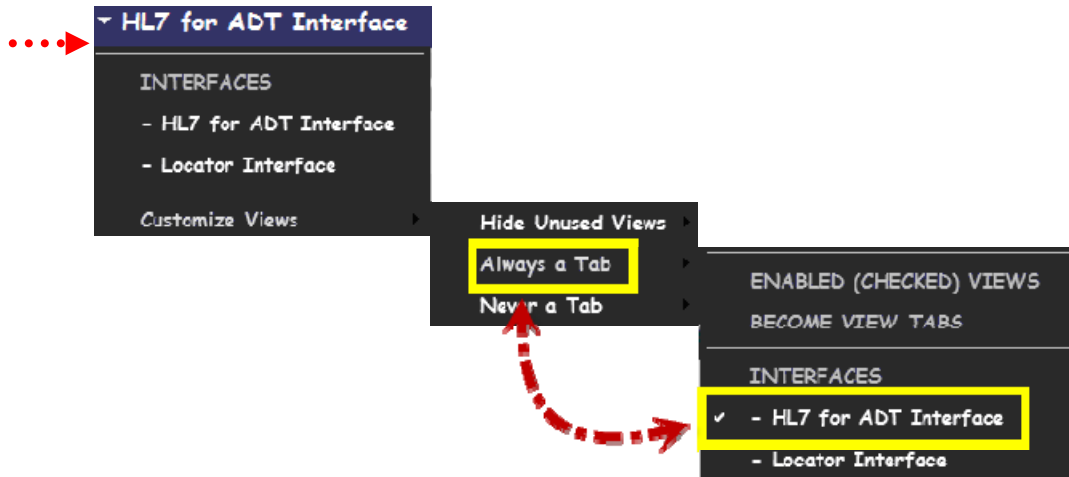 HL7 for ADT Interface
INTERFACES
- HL7 for ADT Interface
- Locator Interface
Customize Views
Hide Unused Views
Always a Tab
Never a Tab
ENABLED (CHECKED) VIEWS
BECOME VIEW TABS
INTERFACES
✓ - HL7 for ADT Interface
- Locator Interface